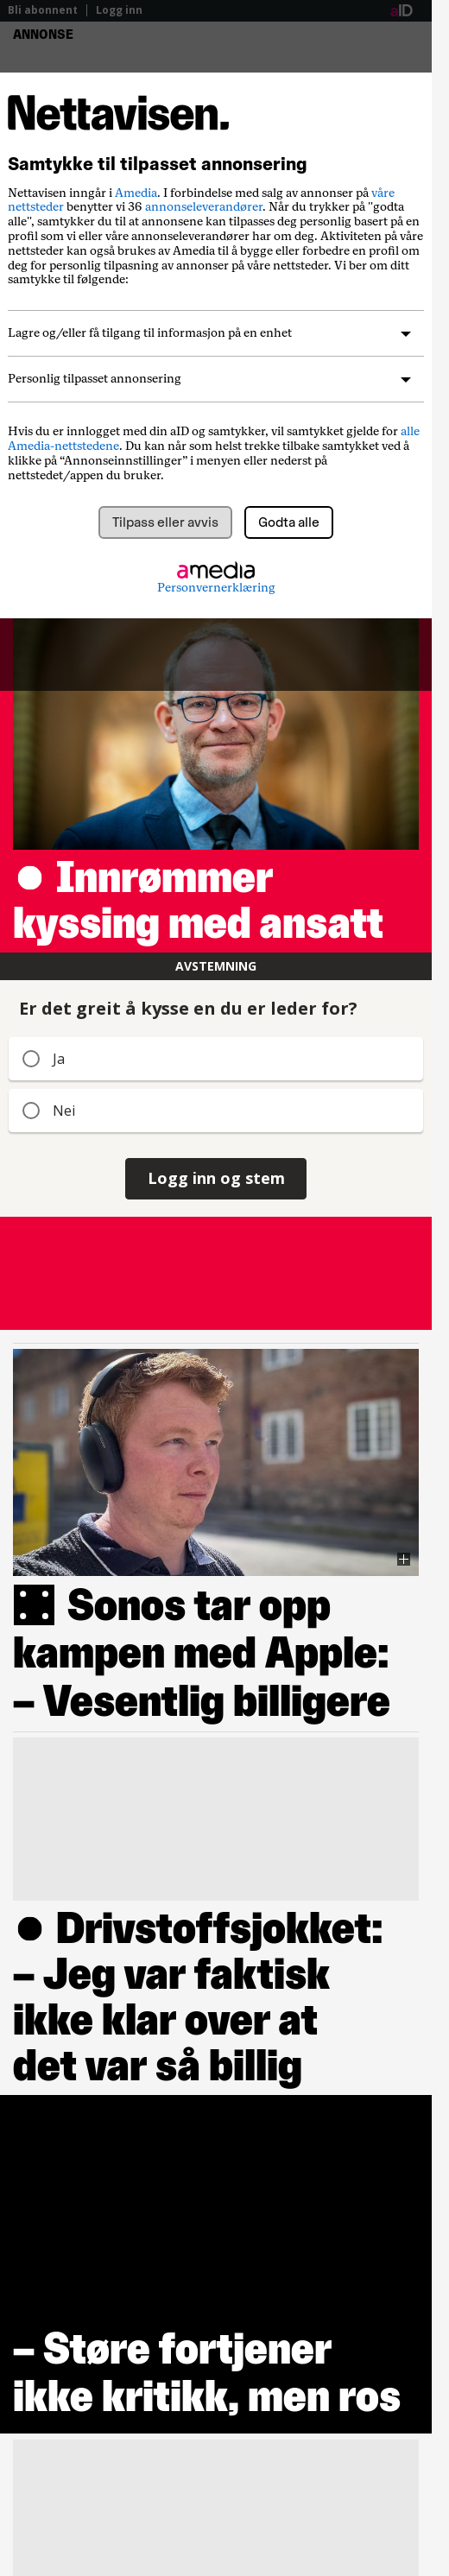 Bli abonnent | Logg inn
aID
ANNONSE
Nettavisen.
Samtykke til tilpasset annonsering
Nettavisen inngår i Amedia. I forbindelse med salg av annonser på våre
nettsteder benytter vi 36 annonseleverandører. Når du trykker på "godta
alle", samtykker du til at annonsene kan tilpasses deg personlig basert på en
profil som vi eller våre annonseleverandører har om deg. Aktiviteten på våre
nettsteder kan også brukes av Amedia til å bygge eller forbedre en profil om
deg for personlig tilpasning av annonser på våre nettsteder. Vi ber om ditt
samtykke til følgende:
Lagre og/eller få tilgang til informasjon på en enhet
Personlig tilpasset annonsering
Hvis du er innlogget med din aID og samtykker, vil samtykket gjelde for alle
Amedia-nettstedene. Du kan når som helst trekke tilbake samtykket ved å
klikke på “Annonseinnstillinger” i menyen eller nederst på
nettstedet/appen du bruker.
Tilpass eller avvis
Godta alle
amedia
Personvernerklæring
Innrømmer
kyssing med ansatt
AVSTEMNING
Er det greit å kysse en du er leder for?
Ja
Nei
Logg inn og stem
Sonos tar opp
kampen med Apple:
– Vesentlig billigere
Drivstoffsjokket:
– Jeg var faktisk
ikke klar over at
det var så billig
– Støre fortjener
ikke kritikk, men ros